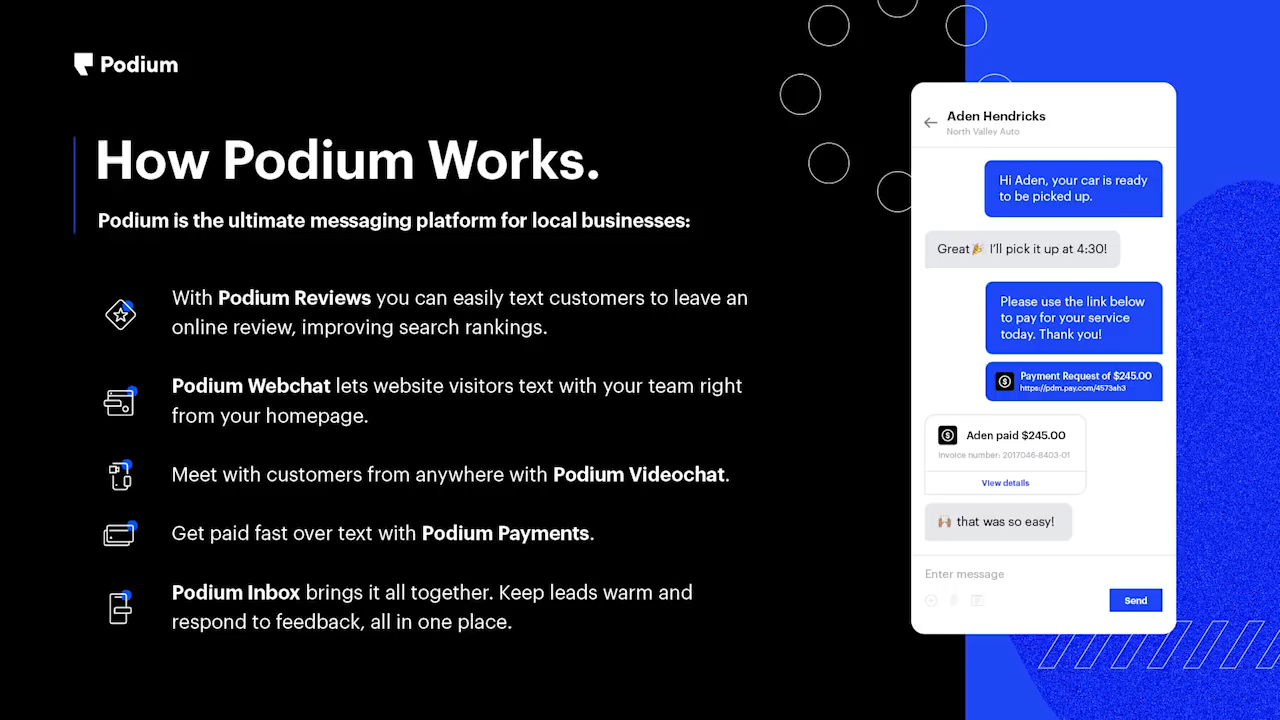 Podium
How Podium Works.
Podium is the ultimate messaging platform for local businesses:
With Podium Reviews you can easily text customers to leave an
online review, improving search rankings.
Podium Webchat lets website visitors text with your team right
from your homepage.
Meet with customers from anywhere with Podium Videochat.
Get paid fast over text with Podium Payments.
Podium Inbox brings it all together. Keep leads warm and
respond to feedback, all in one place.
Aden Hendricks
North Valley Auto
Hi Aden, your car is ready
to be picked up.
Great🎉 I'll pick it up at 4:30!
Please use the link below
to pay for your service
today. Thank you!
Payment Request of $245.00
https://pdm.pay.com/4573ah3
Aden paid $245.00
Invoice number: 2017046-8403-01
View details
🙌🏼 that was so easy!
Enter message
Send